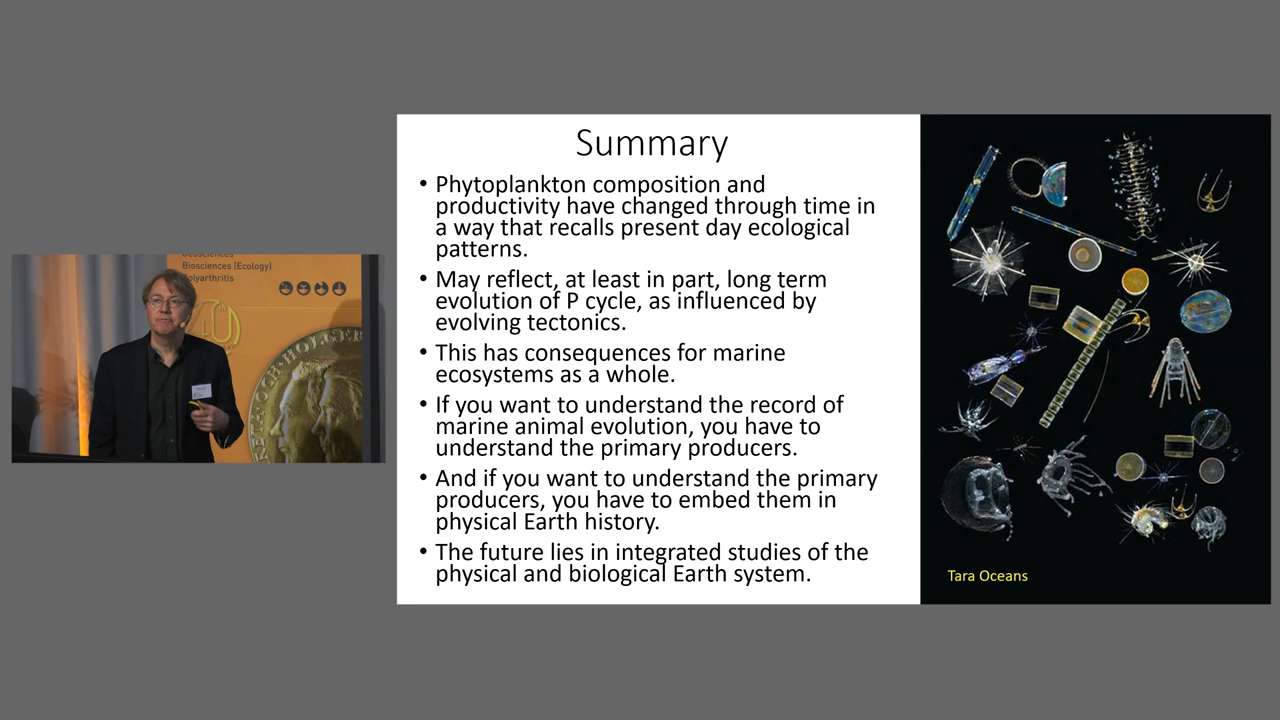 Geosciences
Biosciences (Ecology)
Polyarthritis
40
RETA OCH HOLGER
Summary
• Phytoplankton composition and
productivity have changed through time in
a way that recalls present day ecological
patterns.
• May reflect, at least in part, long term
evolution of P cycle, as influenced by
evolving tectonics.
• This has consequences for marine
ecosystems as a whole.
• If you want to understand the record of
marine animal evolution, you have to
understand the primary producers.
• And if you want to understand the primary
producers, you have to embed them in
physical Earth history.
• The future lies in integrated studies of the
physical and biological Earth system.
Tara Oceans